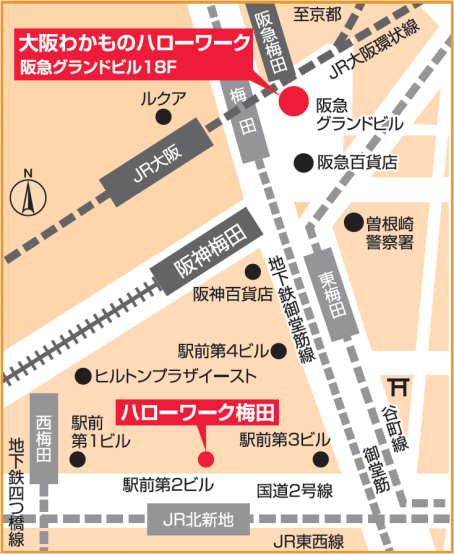 至京都
阪急梅田
大阪わかものハローワーク
阪急グランドビル18F
JR大阪環状線
ルクア
梅田
阪急
グランドビル
JR大阪
阪急百貨店
N
曽根崎
警察署
阪神梅田
東梅田
阪神百貨店
地下鉄御堂筋線
駅前第4ビル
ヒルトンプラザイースト
ハローワーク梅田
西梅田
駅前
第1ビル
駅前第3ビル
谷町線
御堂筋
地下鉄四つ橋線
駅前第2ビル
国道2号線
JR北新地
JR東西線